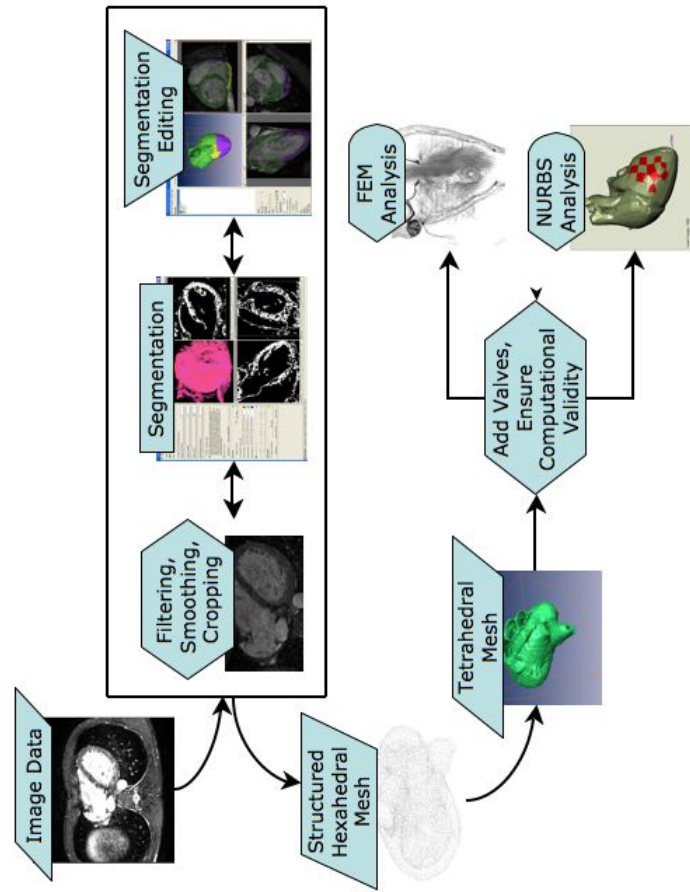 Image Data
Filtering,
Smoothing,
Cropping
Segmentation
Segmentation
Editing
Structured
Hexahedral
Mesh
Tetrahedral
Mesh
Add Valves,
Ensure
Computational
Validity
FEM
Analysis
NURBS
Analysis